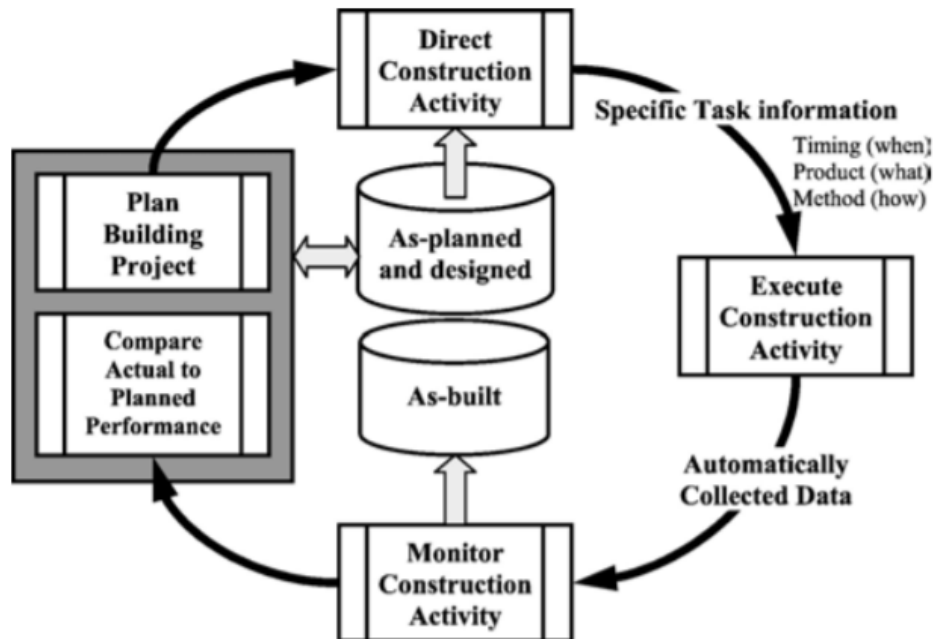 Direct
Construction
Activity
Specific Task information
Timing (when)
Product (what)
Method (how)
Plan
Building
Project
As-planned
and designed
Execute
Construction
Activity
Compare
Actual to
Planned
Performance
As-built
Automatically
Collected Data
Monitor
Construction
Activity